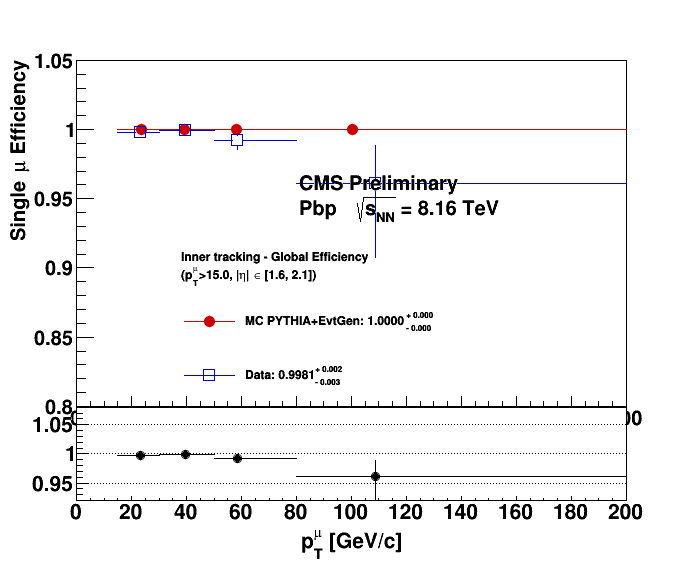 Single μ Efficiency
1.05
1
0.95
0.9
0.85
0.8
CMS Preliminary
Pbp √s_NN = 8.16 TeV
Inner tracking - Global Efficiency
(p_T^μ>15.0, |η| ∈ [1.6, 2.1])
MC PYTHIA+EvtGen: 1.0000 + 0.000 - 0.000
Data: 0.9981 + 0.002 - 0.003
1.05
1
0.95
0 20 40 60 80 100 120 140 160 180 200
p_T^μ [GeV/c]